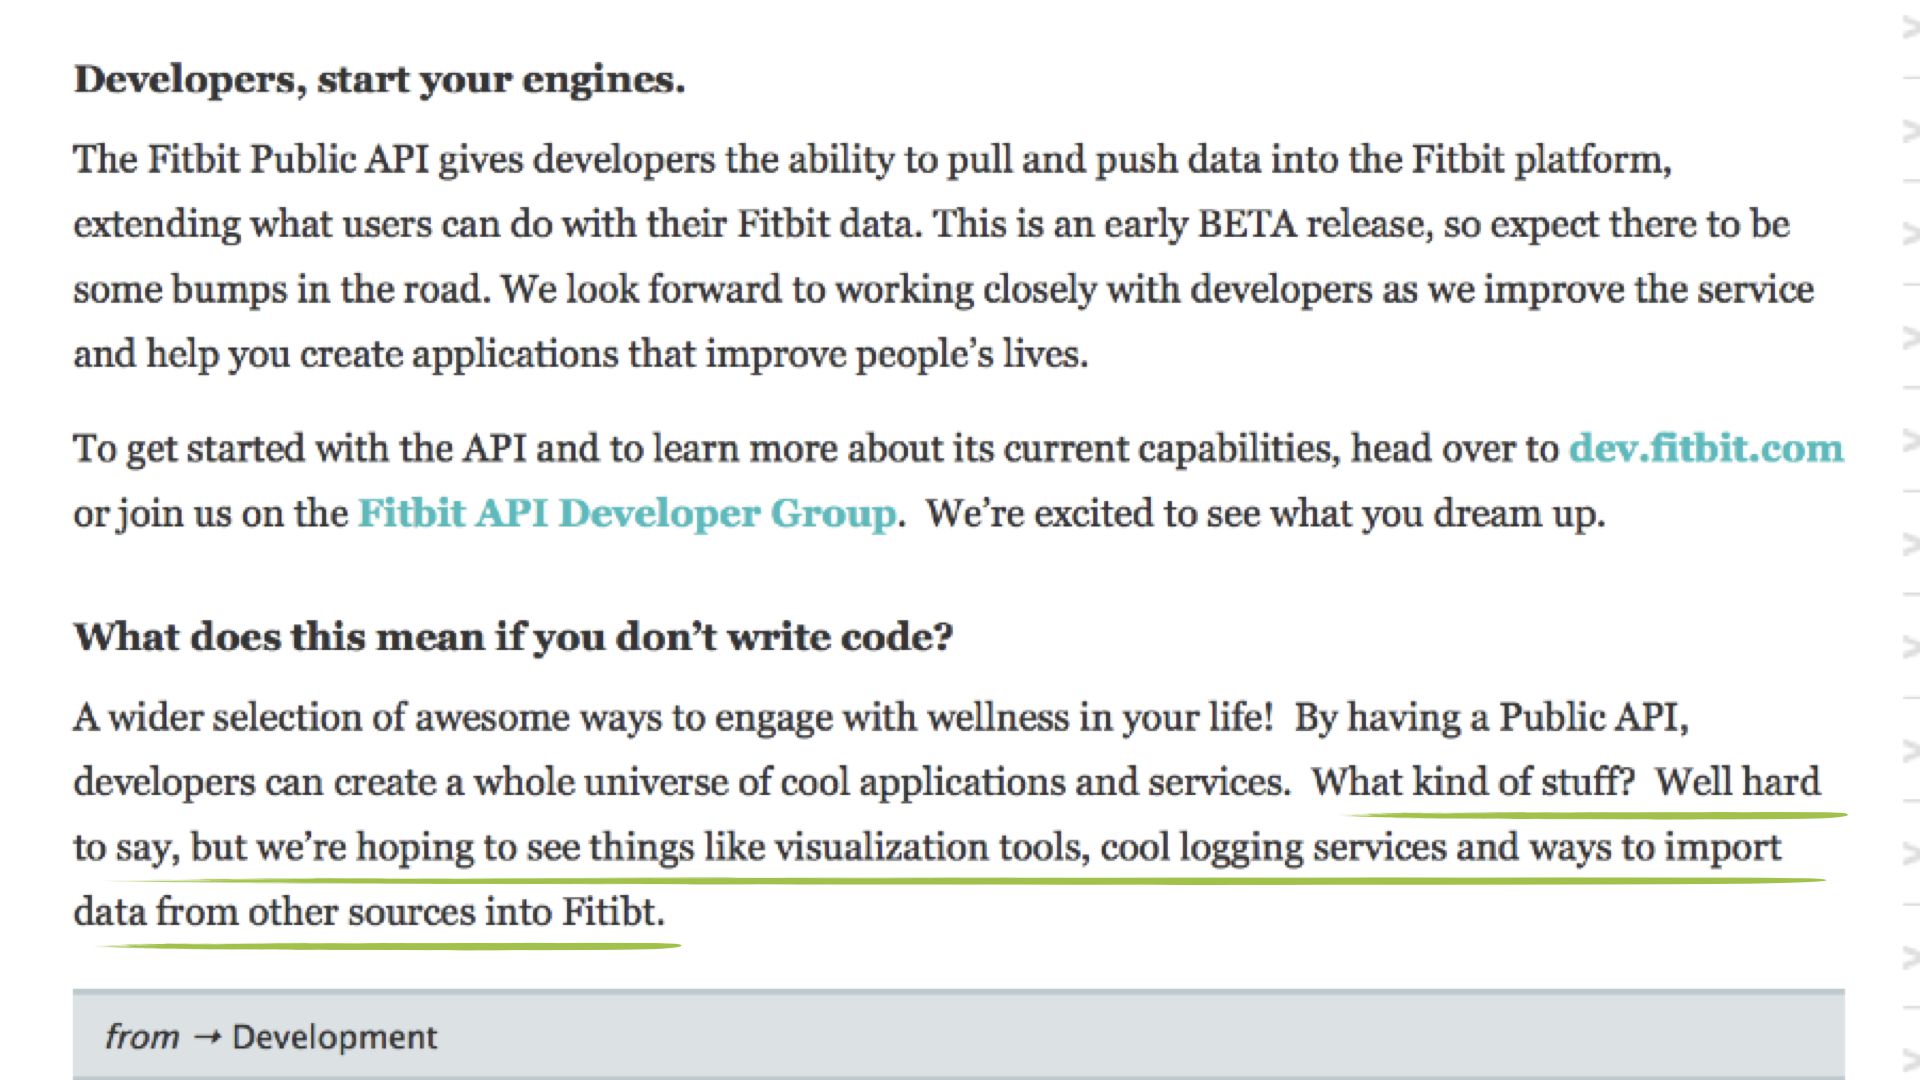 Developers, start your engines.
The Fitbit Public API gives developers the ability to pull and push data into the Fitbit platform,
extending what users can do with their Fitbit data. This is an early BETA release, so expect there to be
some bumps in the road. We look forward to working closely with developers as we improve the service
and help you create applications that improve people’s lives.
To get started with the API and to learn more about its current capabilities, head over to dev.fitbit.com
or join us on the Fitbit API Developer Group.  We’re excited to see what you dream up.
What does this mean if you don’t write code?
A wider selection of awesome ways to engage with wellness in your life!  By having a Public API,
developers can create a whole universe of cool applications and services.  What kind of stuff?  Well hard
to say, but we’re hoping to see things like visualization tools, cool logging services and ways to import
data from other sources into Fitibt.
from → Development